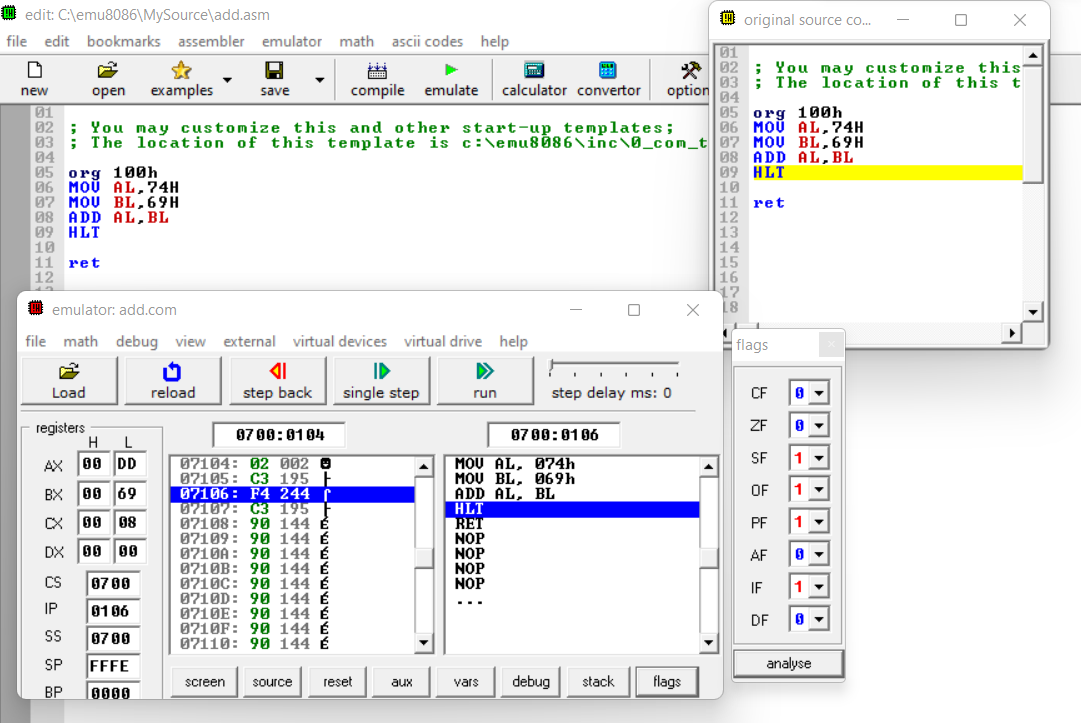 edit: C:\emu8086\MySource\add.asm
file edit bookmarks assembler emulator math ascii codes help
new open examples save compile emulate calculator convertor option
01
02 ; You may customize this and other start-up templates;
03 ; The location of this template is c:\emu8086\inc\0_com_t
04
05 org 100h
06 MOV AL,74H
07 MOV BL,69H
08 ADD AL,BL
09 HLT
10
11 ret
12
original source co...
01
02 ; You may customize this
03 ; The location of this t
04
05 org 100h
06 MOV AL,74H
07 MOV BL,69H
08 ADD AL,BL
09 HLT
10
11 ret
12
13
14
15
16
17
18
emulator: add.com
file math debug view external virtual devices virtual drive help
Load reload step back single step run step delay ms: 0
registers
H L
AX 00 DD
BX 00 69
CX 00 08
DX 00 00
CS 0700
IP 0106
SS 0700
SP FFFE
BP 0000
0700:0104
07104: 02 002 ☻
07105: C3 195 ├
07106: F4 244 ⌠
07107: C3 195 ├
07108: 90 144 É
07109: 90 144 É
0710A: 90 144 É
0710B: 90 144 É
0710C: 90 144 É
0710D: 90 144 É
0710E: 90 144 É
0710F: 90 144 É
07110: 90 144 É
0700:0106
MOV AL, 074h
MOV BL, 069h
ADD AL, BL
HLT
RET
NOP
NOP
NOP
NOP
...
screen source reset aux vars debug stack flags
flags
CF 0
ZF 0
SF 1
OF 1
PF 1
AF 0
IF 1
DF 0
analyse